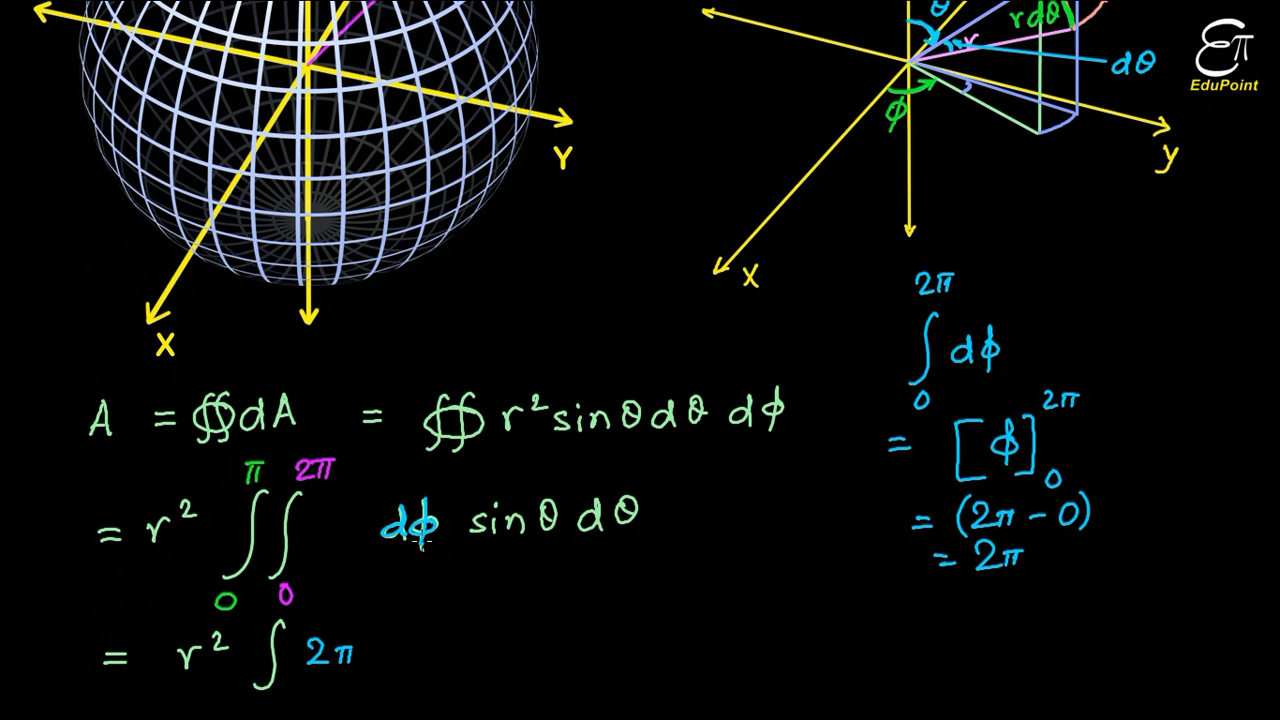 θ
rdθ
r
dθ
Eπ
EduPoint
ϕ
Y
y
X
X
A = ∯dA = ∯ r² sinθ dθ dϕ
= r² ∫₀^π ∫₀^2π dϕ sinθ dθ
= r² ∫ 2π
∫₀^2π dϕ
= [ϕ]₀^2π
= (2π - 0)
= 2π